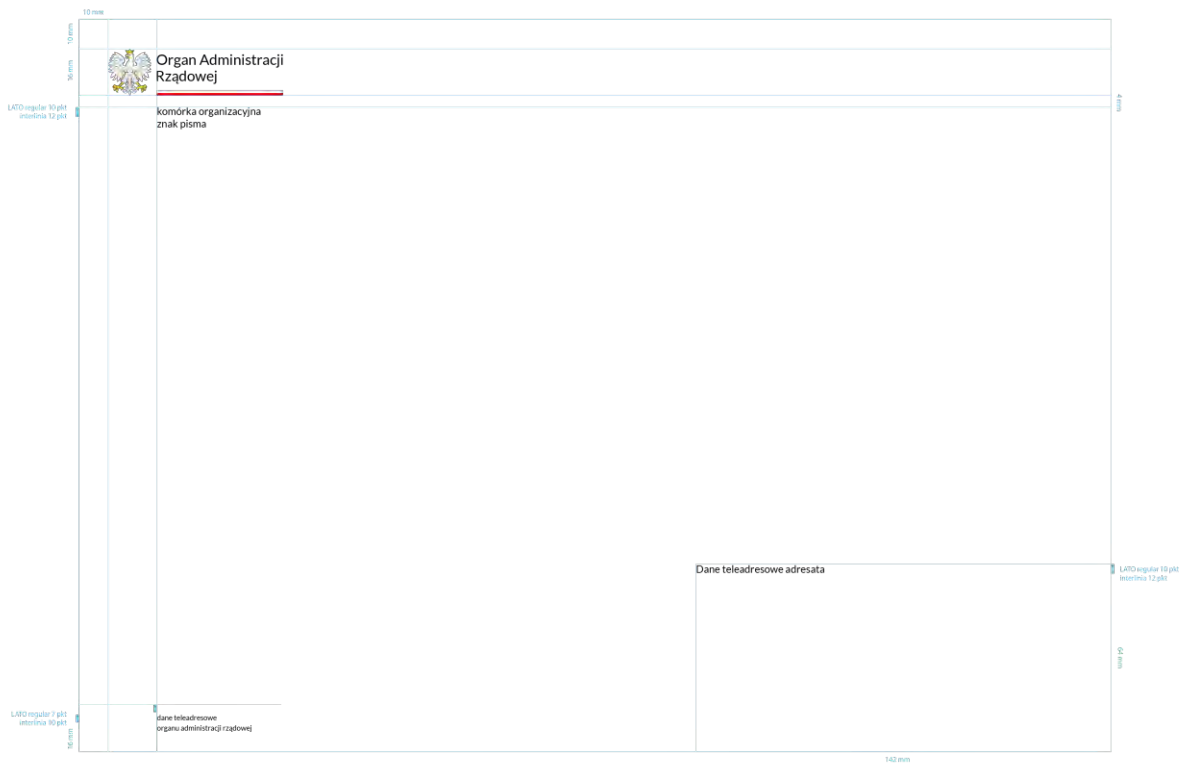 10 mm
10 mm
16 mm
Organ Administracji
Rządowej
4 mm
LATO regular 10 pkt
interlinia 12 pkt
komórka organizacyjna
znak pisma
Dane teleadresowe adresata
LATO regular 10 pkt
interlinia 12 pkt
64 mm
LATO regular 7 pkt
interlinia 10 pkt
dane teleadresowe
organu administracji rządowej
16 mm
142 mm